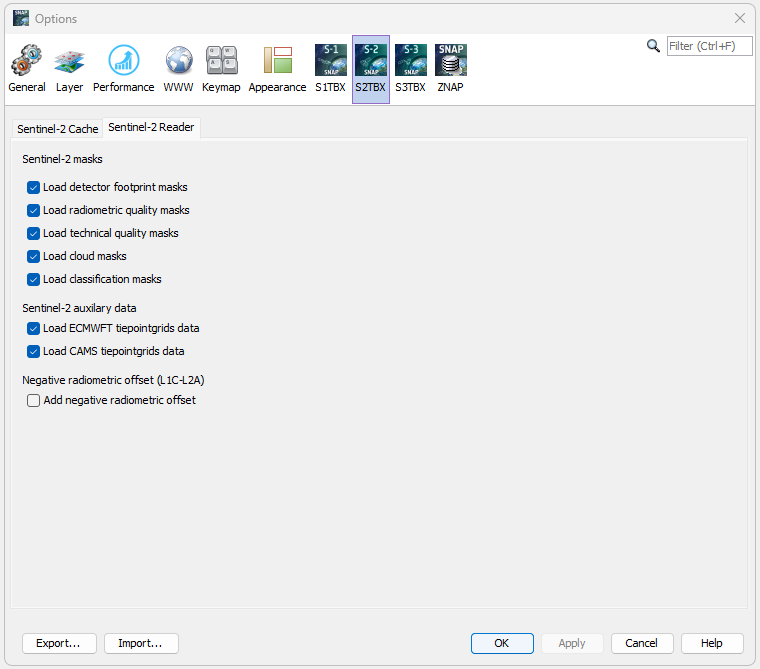 Options
General Layer Performance WWW Keymap Appearance S1TBX S2TBX S3TBX ZNAP
Filter (Ctrl+F)
Sentinel-2 Cache Sentinel-2 Reader
Sentinel-2 masks
Load detector footprint masks
Load radiometric quality masks
Load technical quality masks
Load cloud masks
Load classification masks
Sentinel-2 auxilary data
Load ECMWFT tiepointgrids data
Load CAMS tiepointgrids data
Negative radiometric offset (L1C-L2A)
Add negative radiometric offset
Export... Import... OK Apply Cancel Help